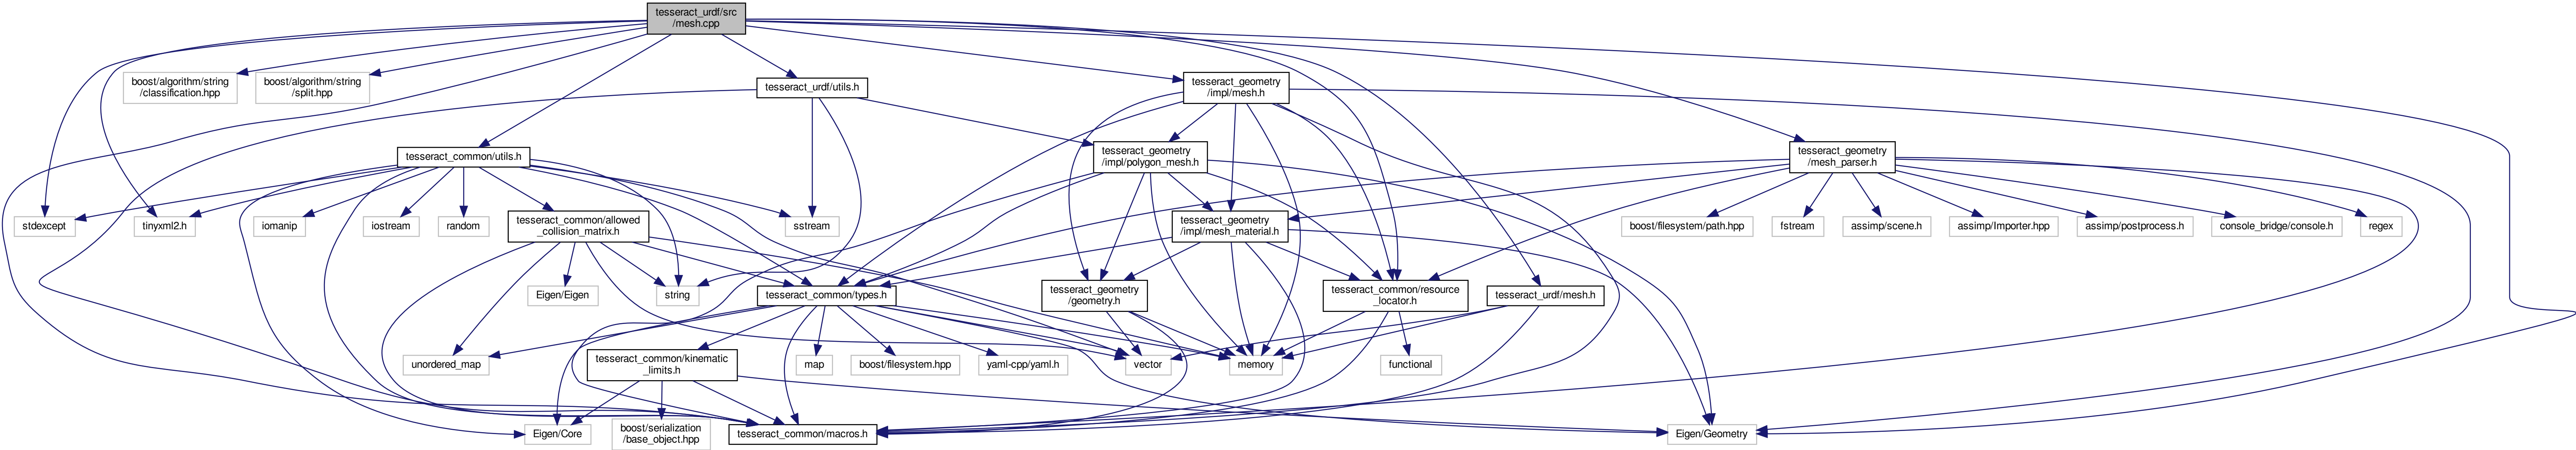 tesseract_urdf/src
/mesh.cpp
boost/algorithm/string
/classification.hpp
boost/algorithm/string
/split.hpp
tesseract_urdf/utils.h
tesseract_geometry
/impl/mesh.h
tesseract_common/utils.h
tesseract_geometry
/impl/polygon_mesh.h
tesseract_geometry
/mesh_parser.h
stdexcept
tinyxml2.h
iomanip
iostream
random
tesseract_common/allowed
_collision_matrix.h
sstream
tesseract_geometry
/impl/mesh_material.h
boost/filesystem/path.hpp
fstream
assimp/scene.h
assimp/Importer.hpp
assimp/postprocess.h
console_bridge/console.h
regex
Eigen/Eigen
string
tesseract_common/types.h
tesseract_geometry
/geometry.h
tesseract_common/resource
_locator.h
tesseract_urdf/mesh.h
unordered_map
tesseract_common/kinematic
_limits.h
map
boost/filesystem.hpp
yaml-cpp/yaml.h
vector
memory
functional
Eigen/Core
boost/serialization
/base_object.hpp
tesseract_common/macros.h
Eigen/Geometry